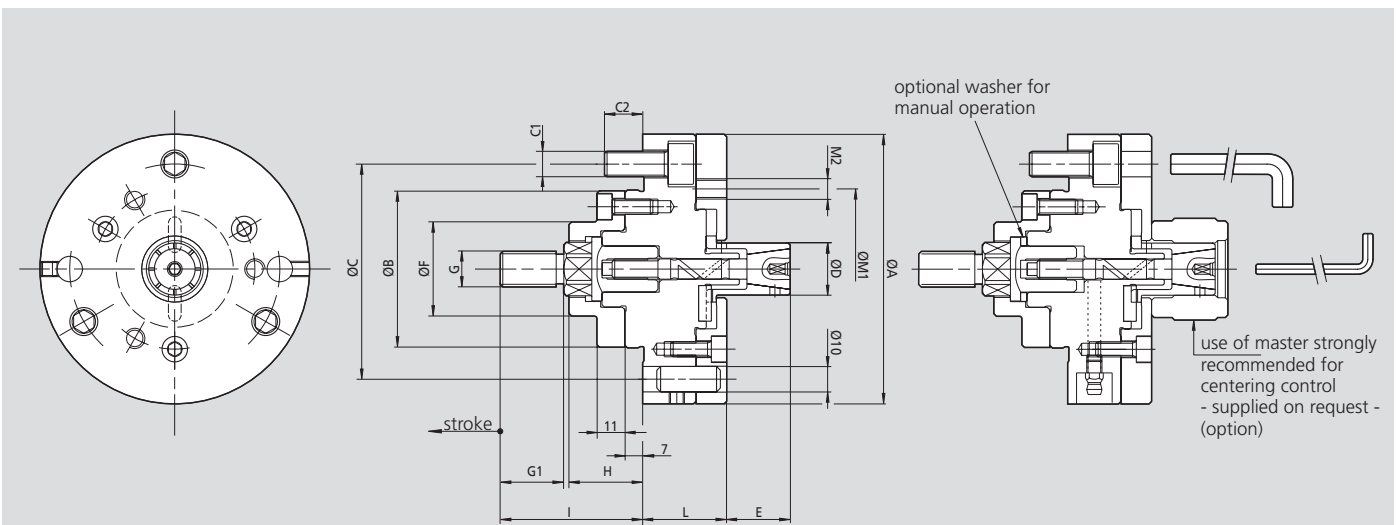 optional washer for
manual operation
C2
C1
M2
ØC
ØB
ØF
G
ØD
ØM1
ØA
Ø10
use of master strongly
recommended for
centering control
- supplied on request -
(option)
stroke
11
7
G1
H
I
L
E